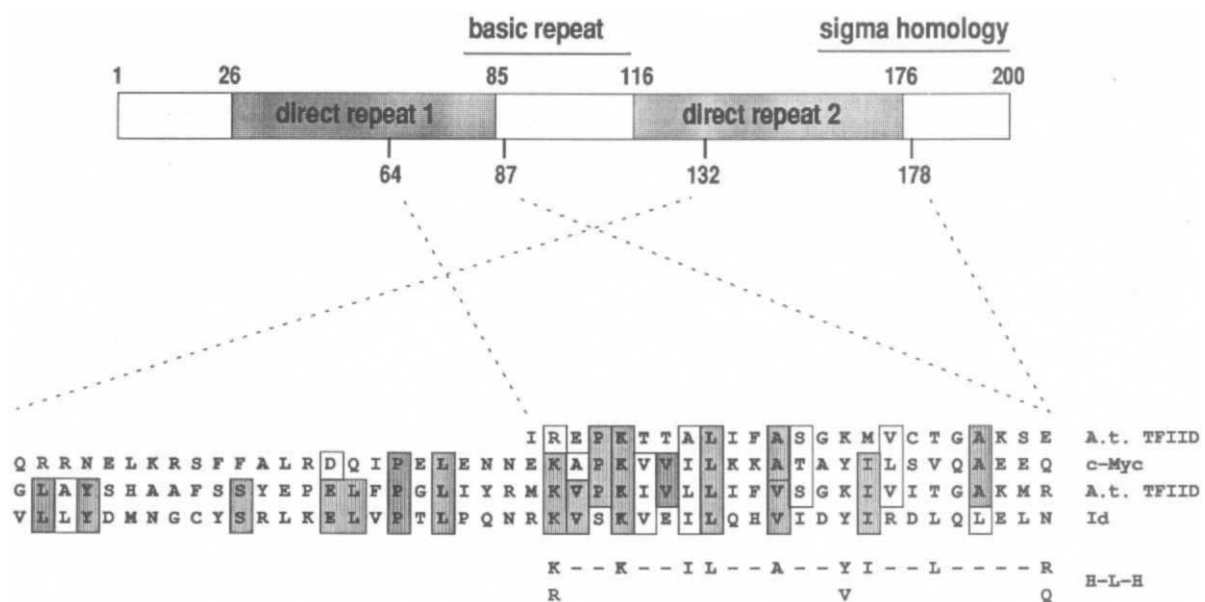 basic repeat sigma homology
1 26 85 116 176 200
direct repeat 1 direct repeat 2
64 87 132 178
I R E P K T T A L I F A S G K M V C T G A K S E A.t. TFIID
Q R R N E L K R S F F A L R D Q I P E L E N N E K A P K V V I L K K A T A Y I L S V Q A E E Q c-Myc
G L A Y S H A A F S S Y E P E L F P G L I Y R M K V P K I V L L I F V S G K I V I T G A K M R A.t. TFIID
V L L Y D M N G C Y S R L K E L V P T L P Q N R K V S K V E I L Q H V I D Y I R D L Q L E L N Id
K - - K - - I L - - A - - Y I - - L - - - - R
H-L-H
R V Q